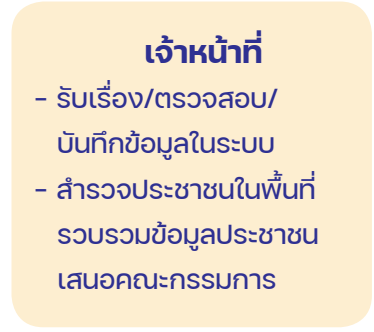 เจ้าหน้าที่
- รับเรื่อง/ตรวจสอบ/
บันทึกข้อมูลในระบบ
- สำรวจประชาชนในพื้นที่
รวบรวมข้อมูลประชาชน
เสนอคณะกรรมการ